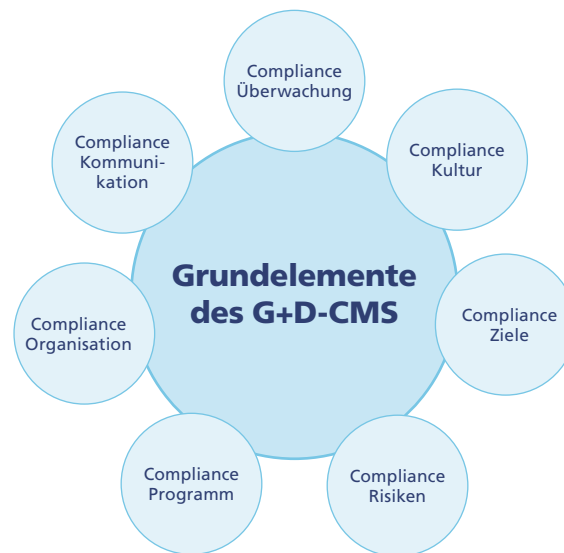 Compliance
Überwachung
Compliance
Kultur
Compliance
Ziele
Compliance
Risiken
Compliance
Programm
Compliance
Organisation
Compliance
Kommuni-
kation
Grundelemente
des G+D-CMS